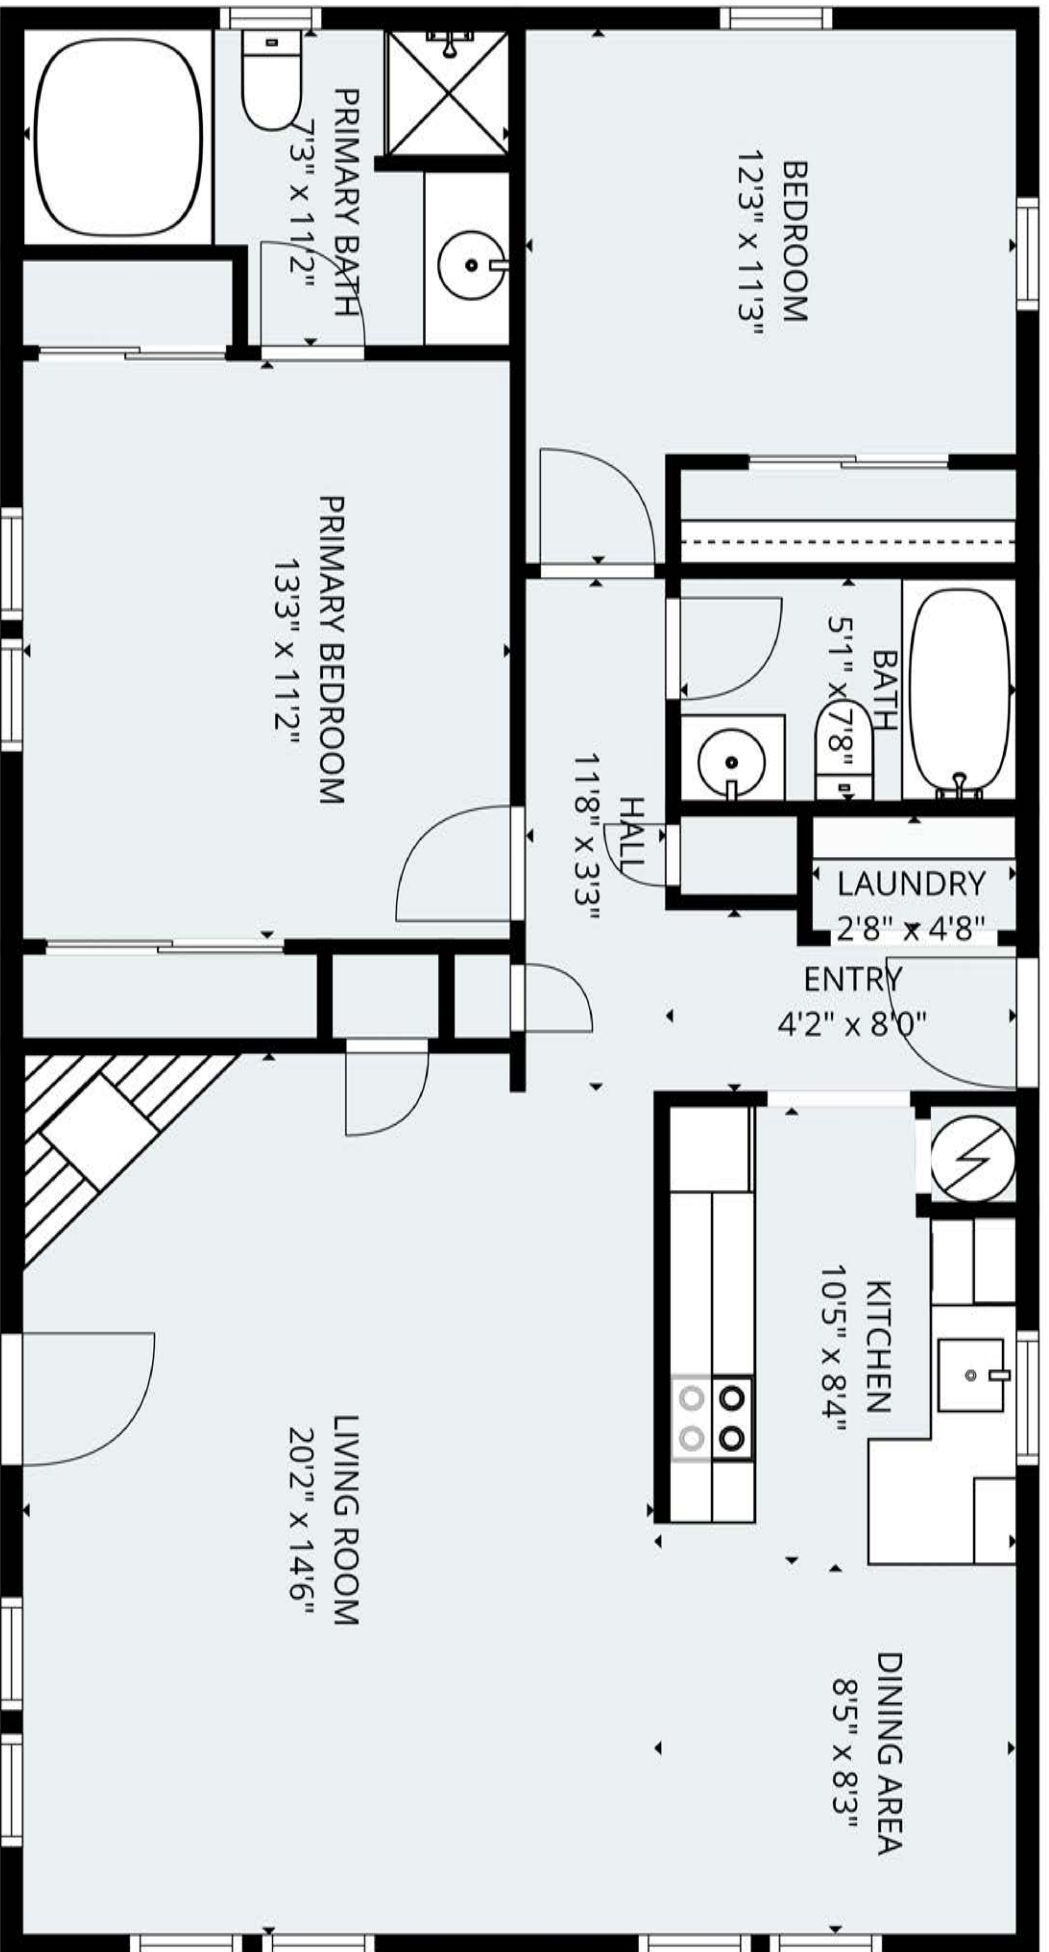 PRIMARY BATH
7'3" x 11'2"
BEDROOM
12'3" x 11'3"
PRIMARY BEDROOM
13'3" x 11'2"
BATH
5'1" x 7'8"
HALL
11'8" x 3'3"
LAUNDRY
2'8" x 4'8"
ENTRY
4'2" x 8'0"
KITCHEN
10'5" x 8'4"
LIVING ROOM
20'2" x 14'6"
DINING AREA
8'5" x 8'3"